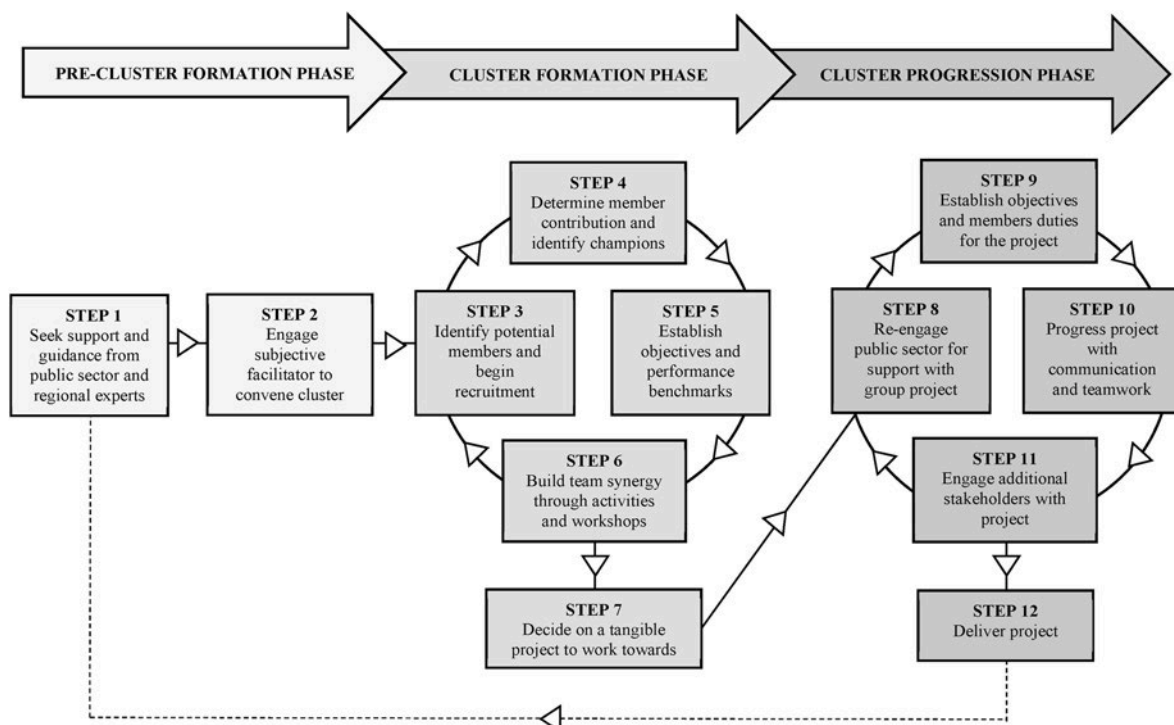 PRE-CLUSTER FORMATION PHASE
CLUSTER FORMATION PHASE
CLUSTER PROGRESSION PHASE
STEP 1
Seek support and
guidance from
public sector and
regional experts
STEP 2
Engage
subjective
facilitator to
convene cluster
STEP 3
Identify potential
members and
begin
recruitment
STEP 4
Determine member
contribution and
identify champions
STEP 5
Establish
objectives and
performance
benchmarks
STEP 6
Build team synergy
through activities
and workshops
STEP 7
Decide on a tangible
project to work towards
STEP 8
Re-engage
public sector for
support with
group project
STEP 9
Establish objectives
and members duties
for the project
STEP 10
Progress project
with
communication
and teamwork
STEP 11
Engage additional
stakeholders with
project
STEP 12
Deliver project